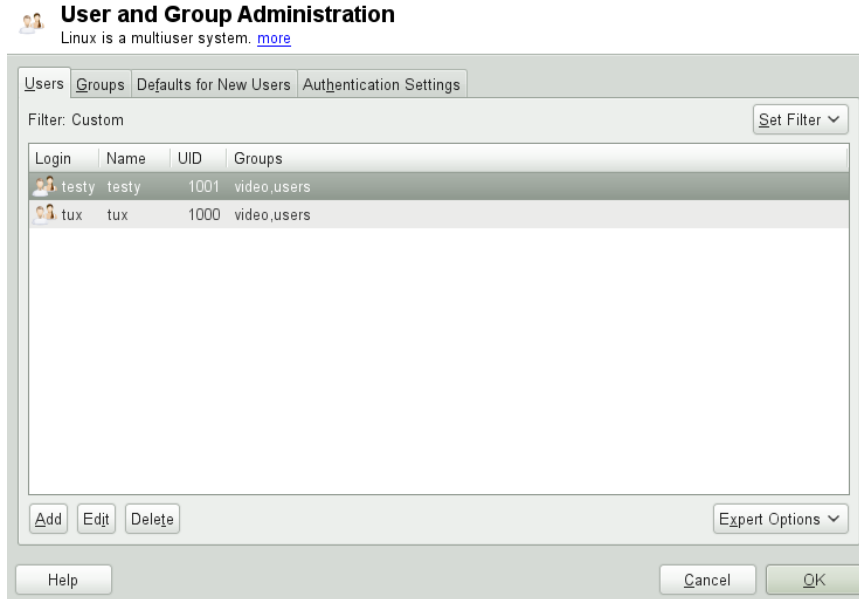 User and Group Administration
Linux is a multiuser system. more
Users Groups Defaults for New Users Authentication Settings
Filter: Custom Set Filter
Login Name UID Groups
testy testy 1001 video,users
tux tux 1000 video,users
Add Edit Delete Expert Options
Help Cancel OK